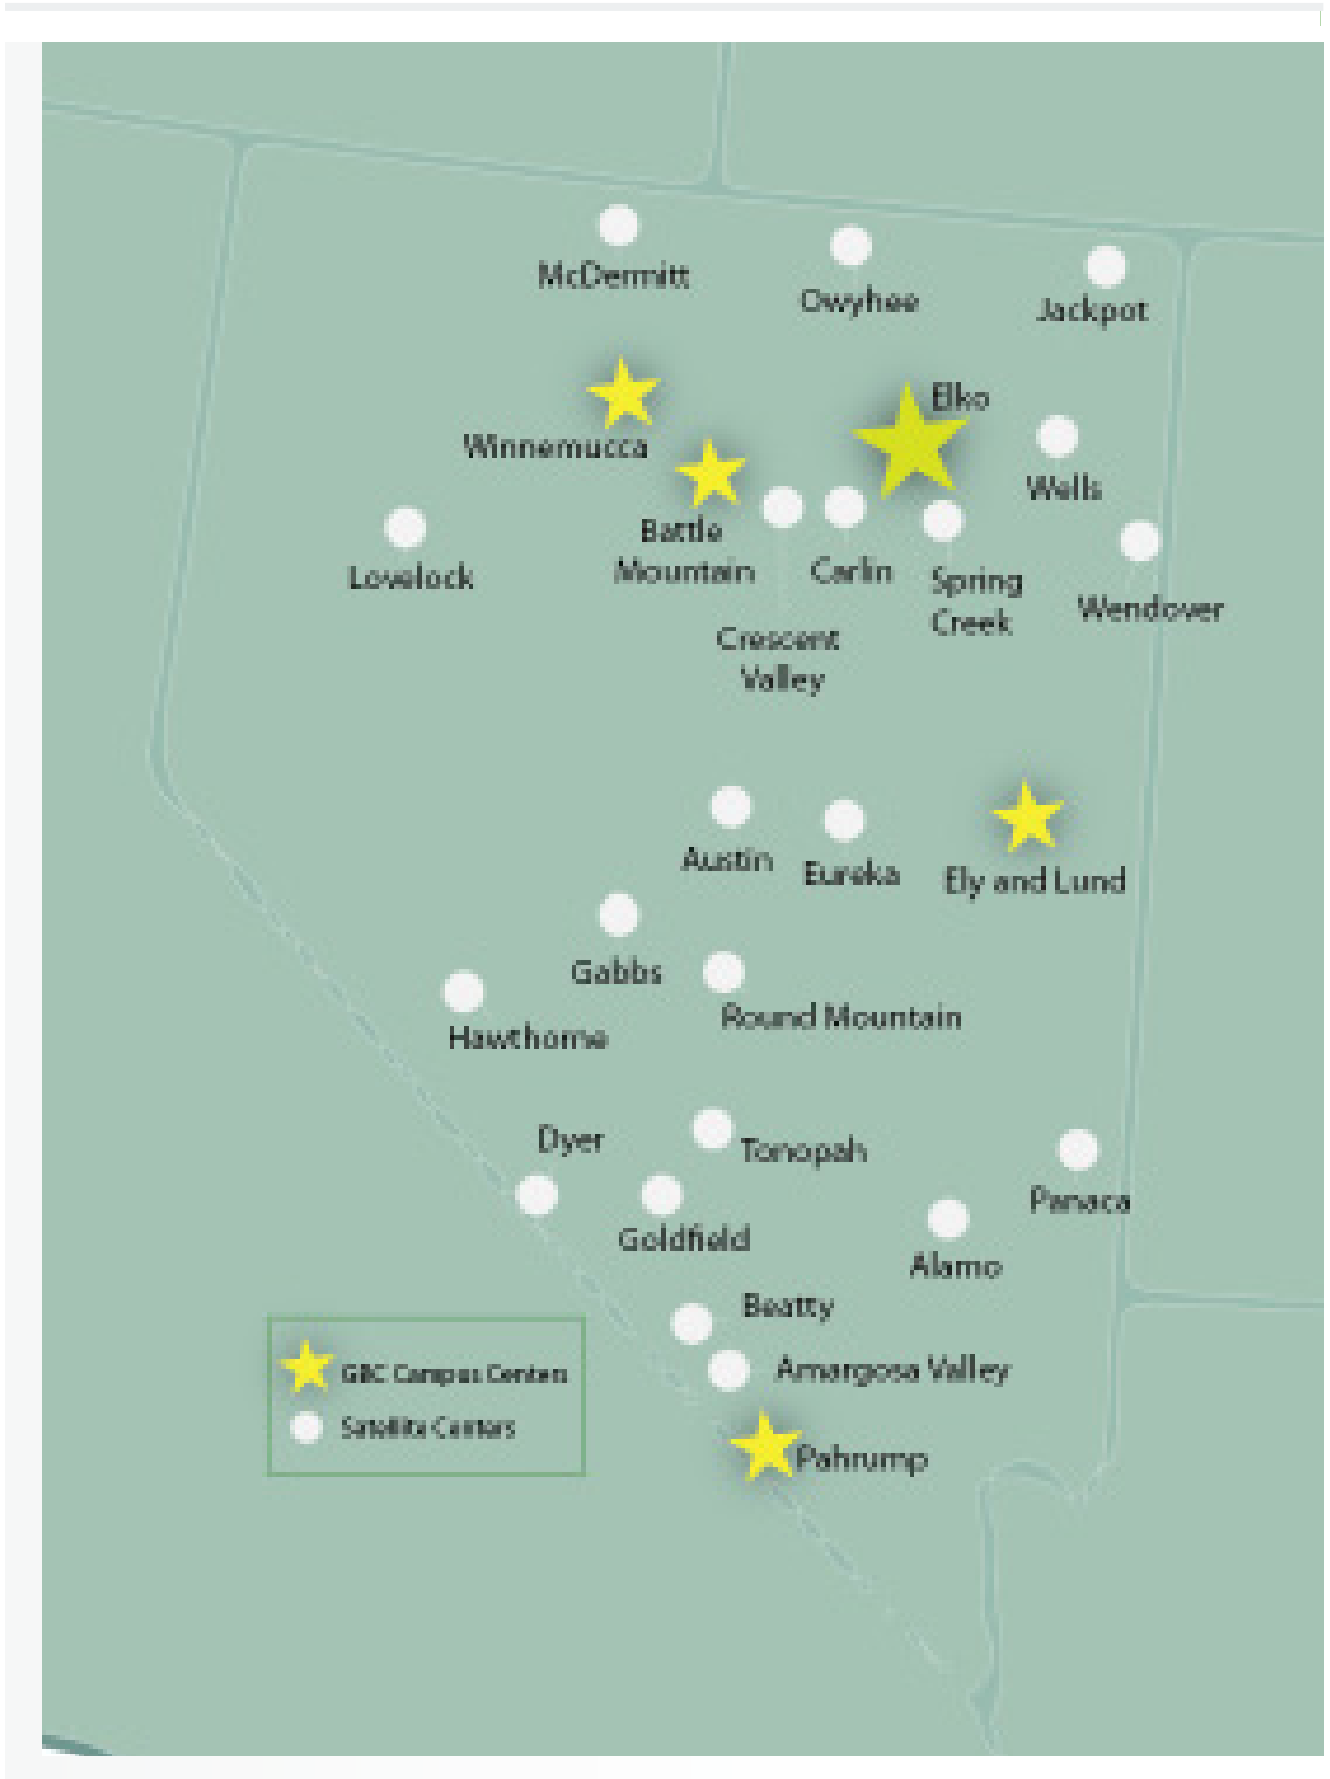 McDermitt
Owyhee
Jackpot
Elko
Winnemucca
Wells
Battle
Mountain
Carlin
Spring
Creek
Lovelock
Wendover
Crescent
Valley
Austin
Eureka
Ely and Lund
Gabbs
Round Mountain
Hawthorne
Dyer
Tonopah
Panaca
Goldfield
Alamo
Beatty
Amargosa Valley
GBC Campus Centers
Satellite Centers
Pahrump